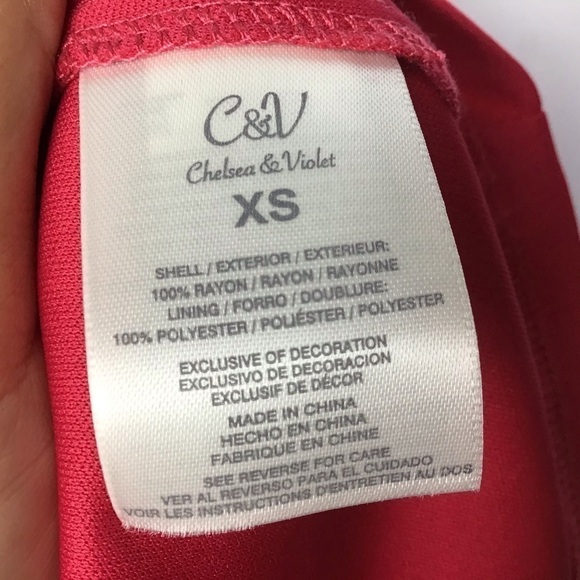 C&V
Chelsea & Violet
XS
SHELL / EXTERIOR / EXTERIEUR:
100% RAYON / RAYON / RAYONNE
LINING / FORRO / DOUBLURE:
100% POLYESTER / POLIÉSTER / POLYESTER
EXCLUSIVE OF DECORATION
EXCLUSIVO DE DECORACION
EXCLUSIF DE DÉCOR
MADE IN CHINA
HECHO EN CHINA
FABRIQUE EN CHINE
SEE REVERSE FOR CARE
VER AL REVERSO PARA EL CUIDADO
VOIR LES INSTRUCTIONS D'ENTRETIEN AU DOS